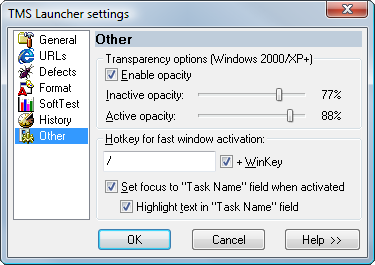 TMS Launcher settings
General
URLs
Defects
Format
SoftTest
History
Other
Other
Transparency options (Windows 2000/XP+)
Enable opacity
Inactive opacity: 77%
Active opacity: 88%
Hotkey for fast window activation:
/ + WinKey
Set focus to "Task Name" field when activated
Highlight text in "Task Name" field
OK Cancel Help >>